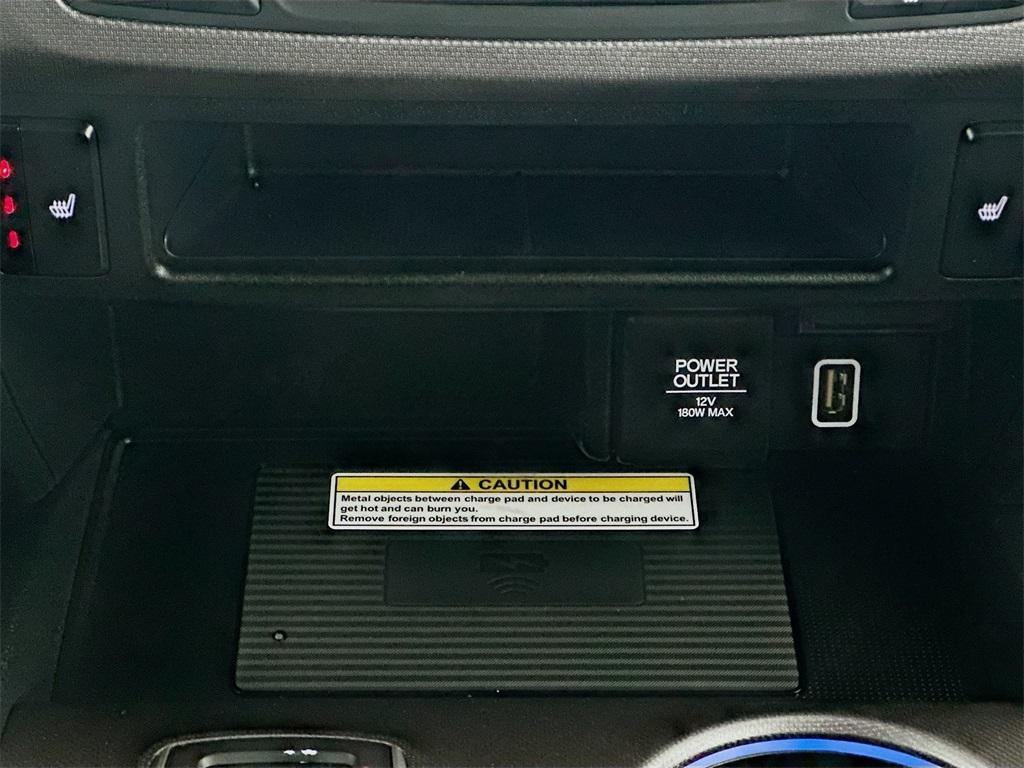 POWER
OUTLET
12V
180W MAX
CAUTION
Metal objects between charge pad and device to be charged will
get hot and can burn you.
Remove foreign objects from charge pad before charging device.